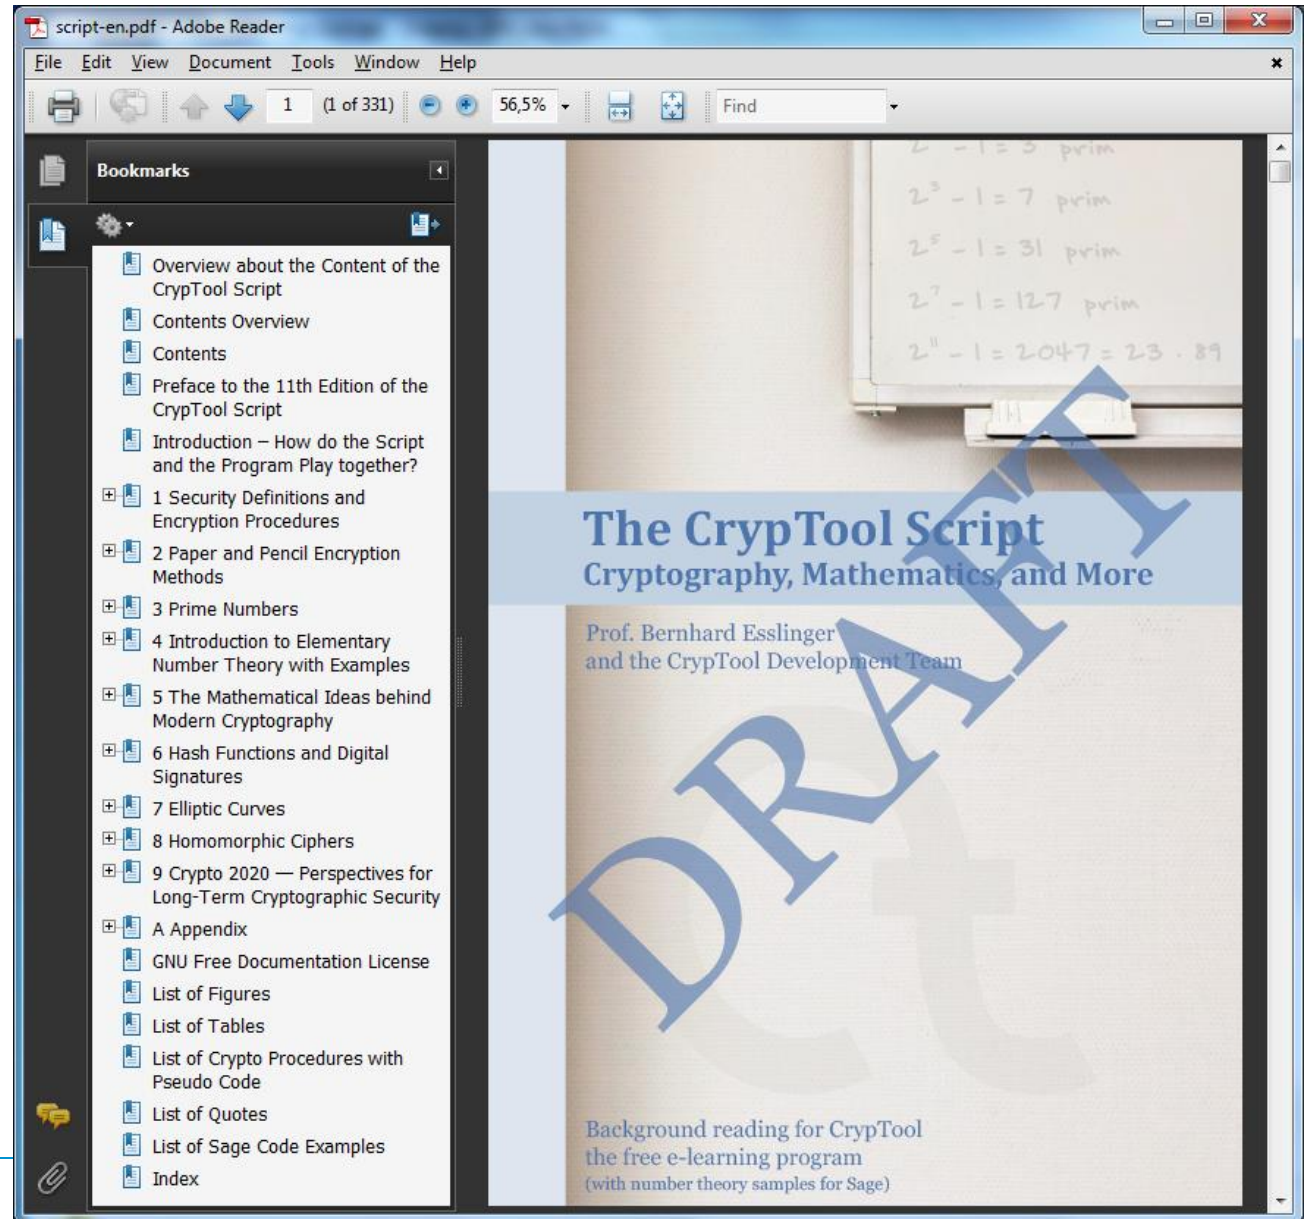 script-en.pdf - Adobe Reader
File Edit View Document Tools Window Help
1 (1 of 331) 56,5% Find
Bookmarks
Overview about the Content of the
CrypTool Script
Contents Overview
Contents
Preface to the 11th Edition of the
CrypTool Script
Introduction – How do the Script
and the Program Play together?
1 Security Definitions and
Encryption Procedures
2 Paper and Pencil Encryption
Methods
3 Prime Numbers
4 Introduction to Elementary
Number Theory with Examples
5 The Mathematical Ideas behind
Modern Cryptography
6 Hash Functions and Digital
Signatures
7 Elliptic Curves
8 Homomorphic Ciphers
9 Crypto 2020 — Perspectives for
Long-Term Cryptographic Security
A Appendix
GNU Free Documentation License
List of Figures
List of Tables
List of Crypto Procedures with
Pseudo Code
List of Quotes
List of Sage Code Examples
Index
- 1 = 3 prim
2³ - 1 = 7 prim
2⁵ - 1 = 31 prim
2⁷ - 1 = 127 prim
2¹¹ - 1 = 2047 = 23 · 89
The CrypTool Script
Cryptography, Mathematics, and More
Prof. Bernhard Esslinger
and the CrypTool Development Team
DRAFT
Ct
Background reading for CrypTool
the free e-learning program
(with number theory samples for Sage)